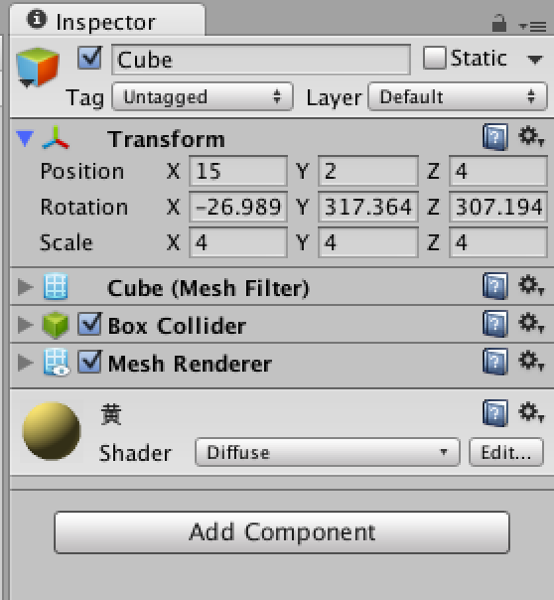 Inspector
Cube Static
Tag Untagged Layer Default
Transform
Position X 15 Y 2 Z 4
Rotation X -26.989 Y 317.364 Z 307.194
Scale X 4 Y 4 Z 4
Cube (Mesh Filter)
Box Collider
Mesh Renderer
黄
Shader Diffuse Edit...
Add Component